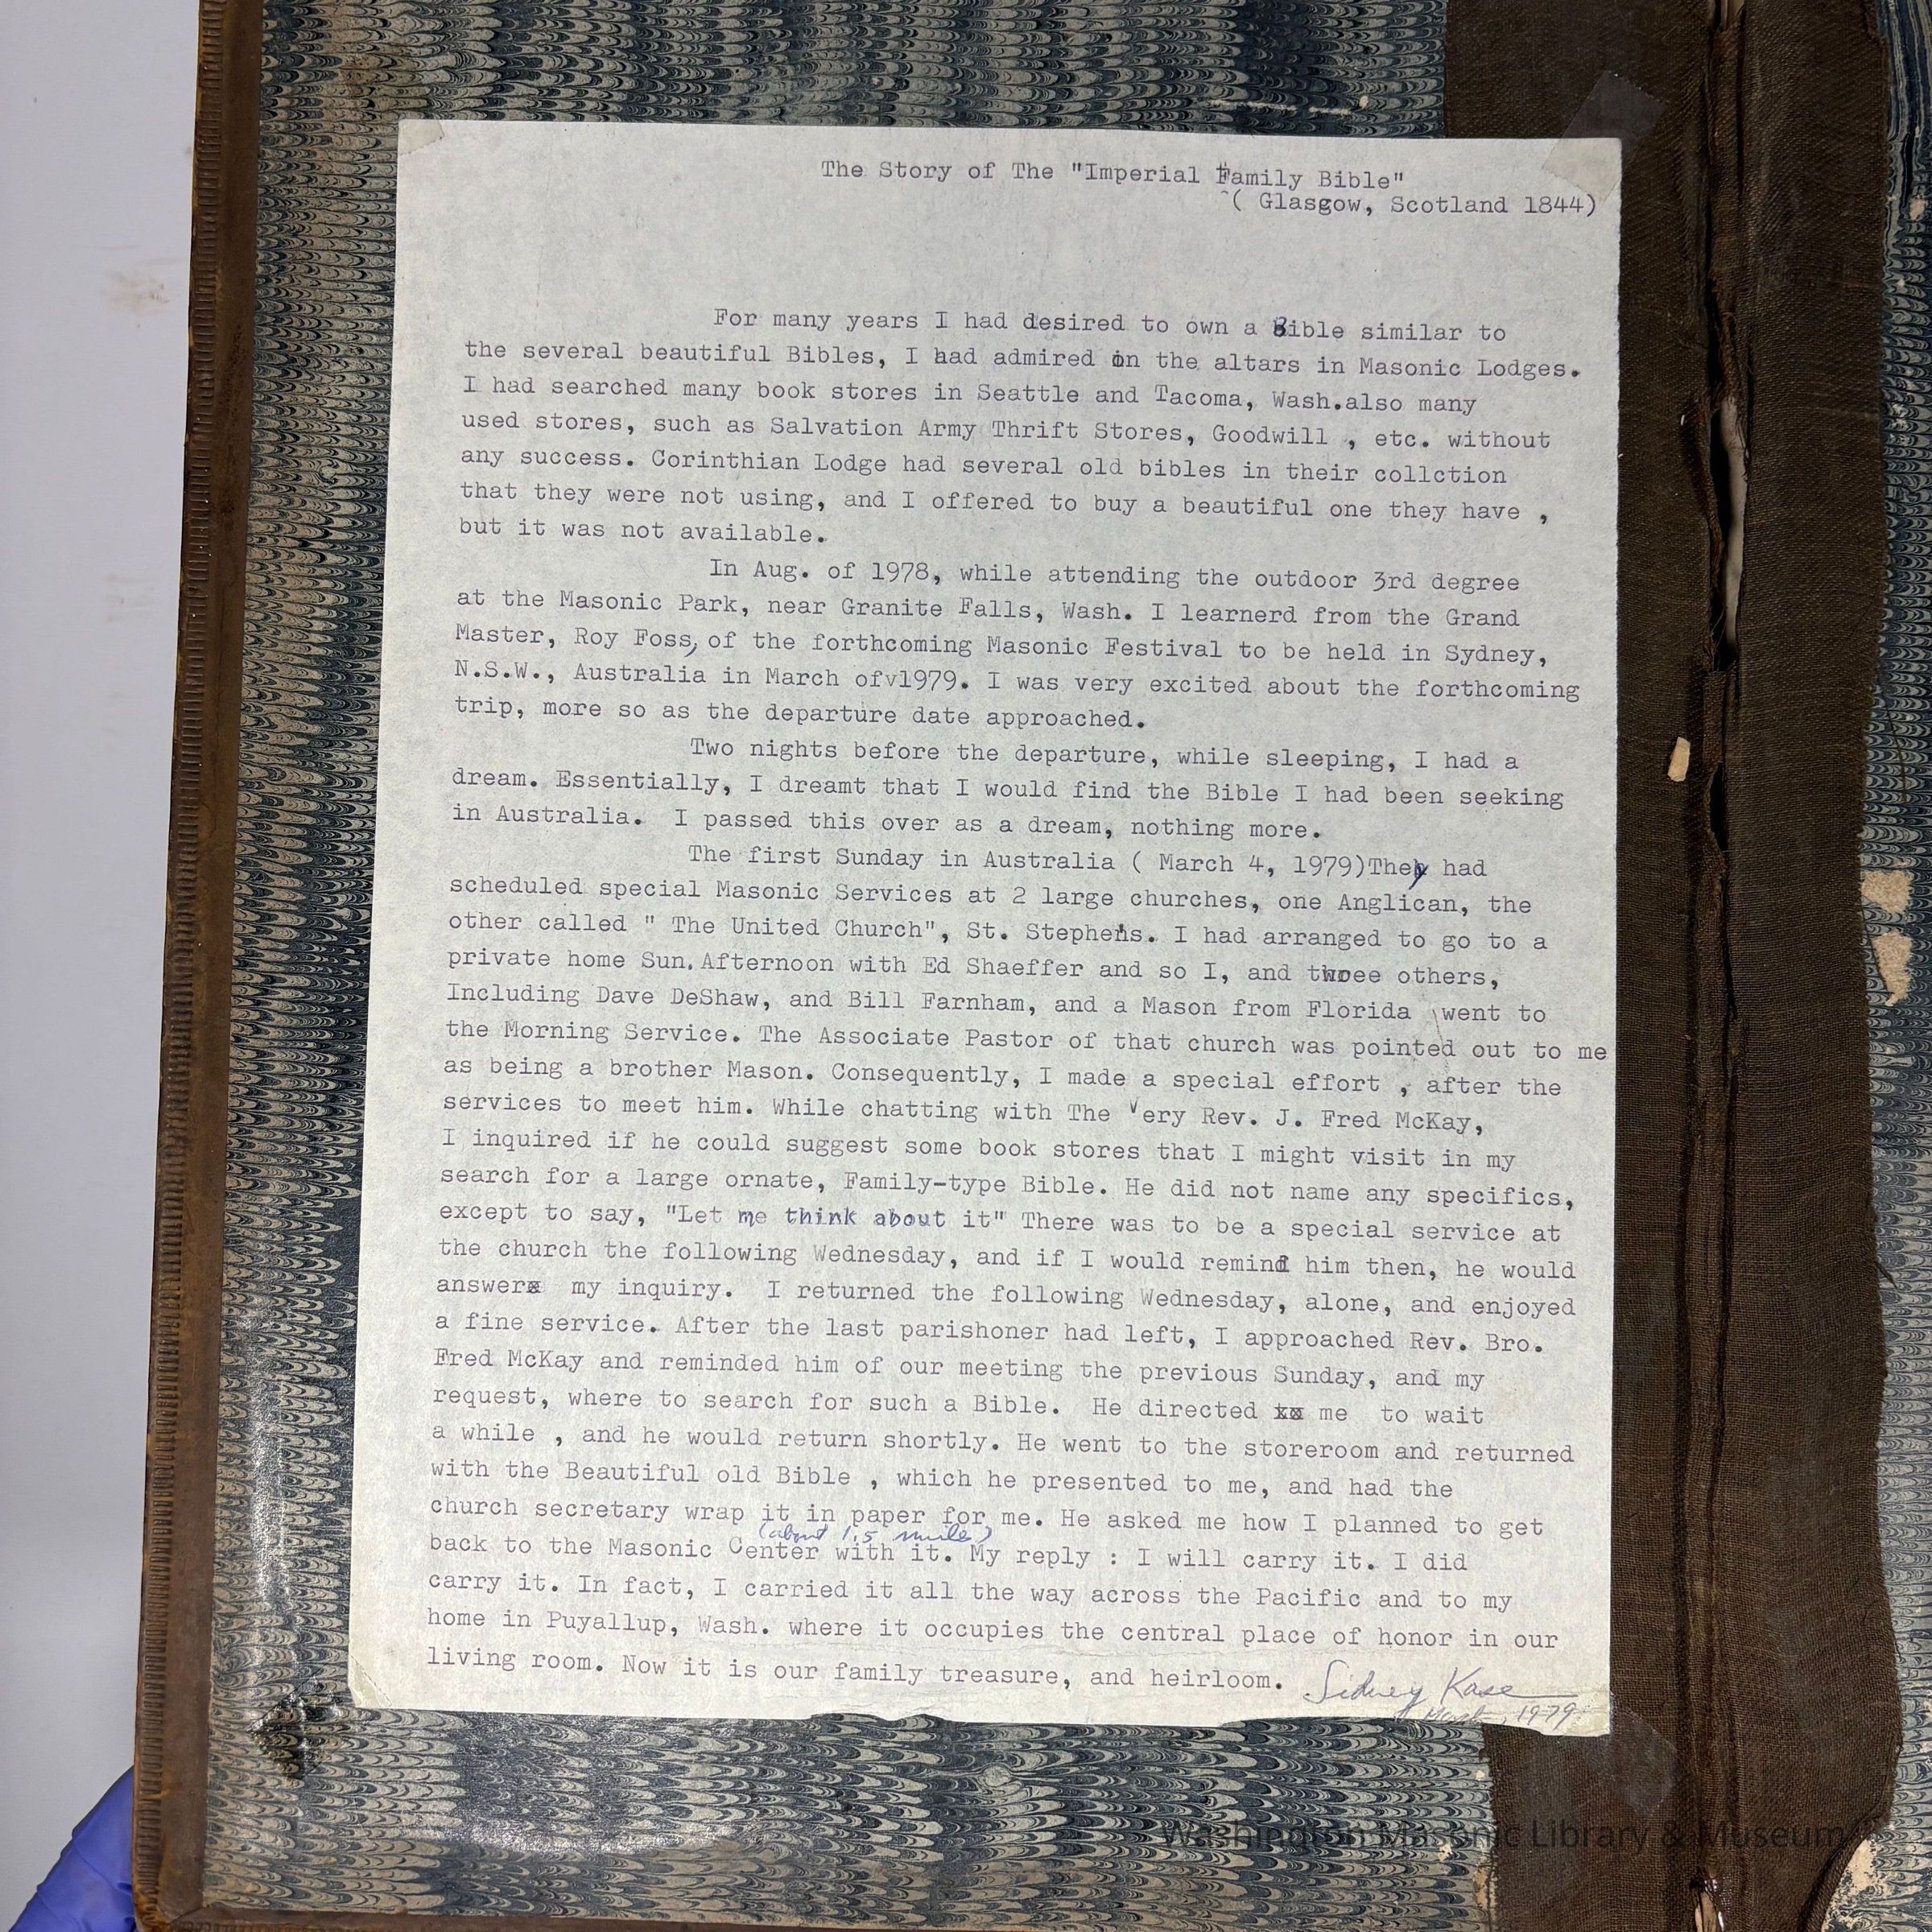 The Story of The "Imperial Family Bible"
( Glasgow, Scotland 1844)
For many years I had desired to own a Bible similar to
the several beautiful Bibles, I had admired on the altars in Masonic Lodges.
I had searched many book stores in Seattle and Tacoma, Wash.also many
used stores, such as Salvation Army Thrift Stores, Goodwill , etc. without
any success. Corinthian Lodge had several old bibles in their collction
that they were not using, and I offered to buy a beautiful one they have ,
but it was not available.
In Aug. of 1978, while attending the outdoor 3rd degree
at the Masonic Park, near Granite Falls, Wash. I learnerd from the Grand
Master, Roy Foss, of the forthcoming Masonic Festival to be held in Sydney,
N.S.W., Australia in March ofv1979. I was very excited about the forthcoming
trip, more so as the departure date approached.
Two nights before the departure, while sleeping, I had a
dream. Essentially, I dreamt that I would find the Bible I had been seeking
in Australia. I passed this over as a dream, nothing more.
The first Sunday in Australia ( March 4, 1979)They had
scheduled special Masonic Services at 2 large churches, one Anglican, the
other called " The United Church", St. Stephens. I had arranged to go to a
private home Sun. Afternoon with Ed Shaeffer and so I, and three others,
Including Dave DeShaw, and Bill Farnham, and a Mason from Florida went to
the Morning Service. The Associate Pastor of that church was pointed out to me
as being a brother Mason. Consequently, I made a special effort , after the
services to meet him. While chatting with The Very Rev. J. Fred McKay,
I inquired if he could suggest some book stores that I might visit in my
search for a large ornate, Family-type Bible. He did not name any specifics,
except to say, "Let me think about it" There was to be a special service at
the church the following Wednesday, and if I would remind him then, he would
answer my inquiry. I returned the following Wednesday, alone, and enjoyed
a fine service. After the last parishoner had left, I approached Rev. Bro.
Fred McKay and reminded him of our meeting the previous Sunday, and my
request, where to search for such a Bible. He directed me to wait
a while , and he would return shortly. He went to the storeroom and returned
with the Beautiful old Bible , which he presented to me, and had the
church secretary wrap it in paper for me. He asked me how I planned to get
(about 1.5 mile)
back to the Masonic Center with it. My reply : I will carry it. I did
carry it. In fact, I carried it all the way across the Pacific and to my
home in Puyallup, Wash. where it occupies the central place of honor in our
living room. Now it is our family treasure, and heirloom. Sidney Kase
1979
Washington Masonic Library & Museum